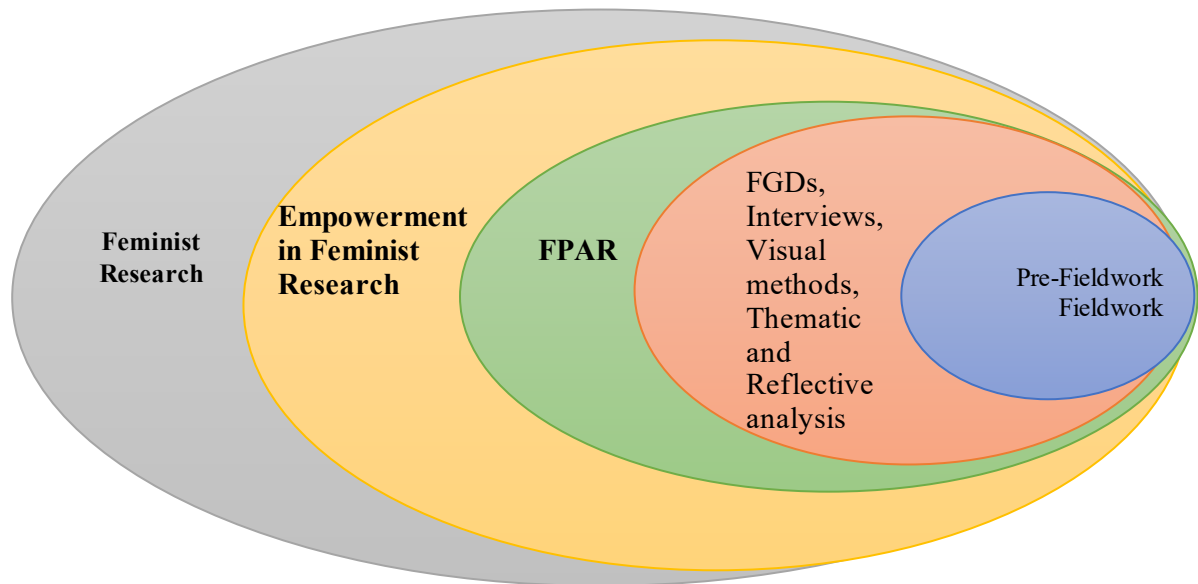 Feminist
Research
Empowerment
in Feminist
Research
FPAR
FGDs,
Interviews,
Visual
methods,
Thematic
and
Reflective
analysis
Pre-Fieldwork
Fieldwork